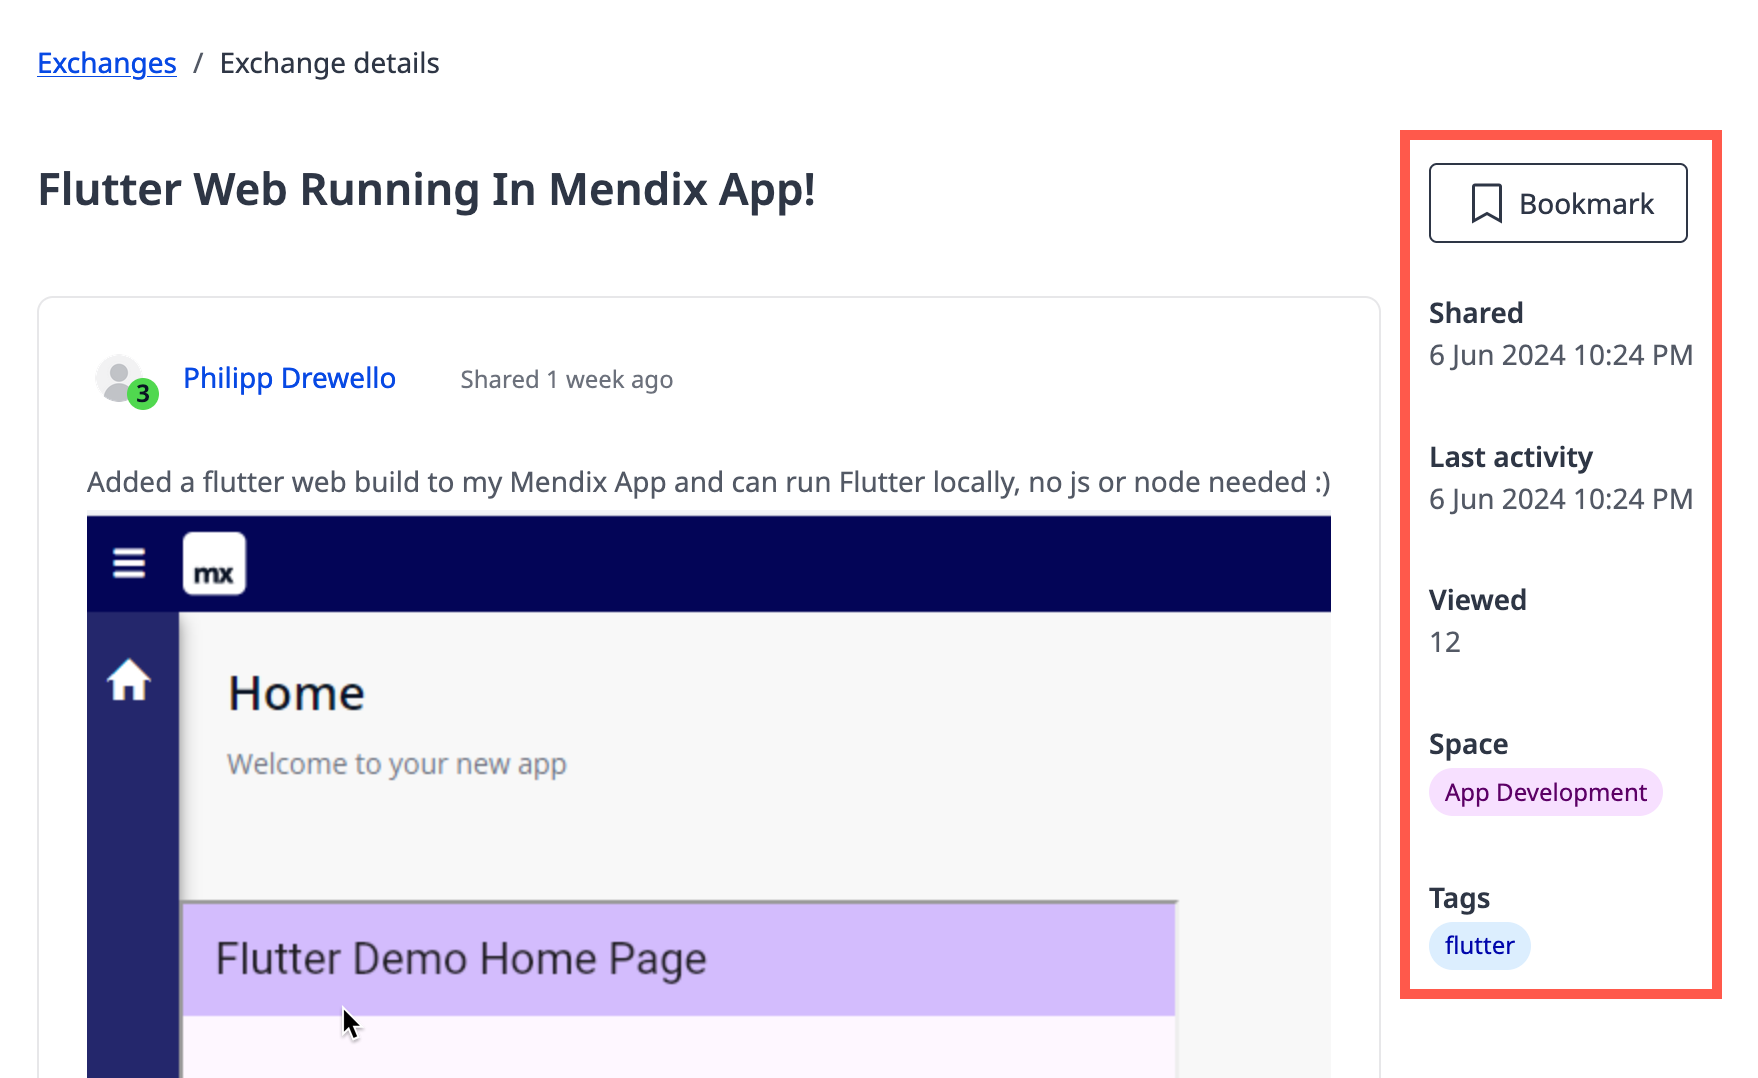 Exchanges / Exchange details
Flutter Web Running In Mendix App!
3 Philipp Drewello Shared 1 week ago
Added a flutter web build to my Mendix App and can run Flutter locally, no js or node needed :)
mx
Home
Welcome to your new app
Flutter Demo Home Page
Bookmark
Shared
6 Jun 2024 10:24 PM
Last activity
6 Jun 2024 10:24 PM
Viewed
12
Space
App Development
Tags
flutter